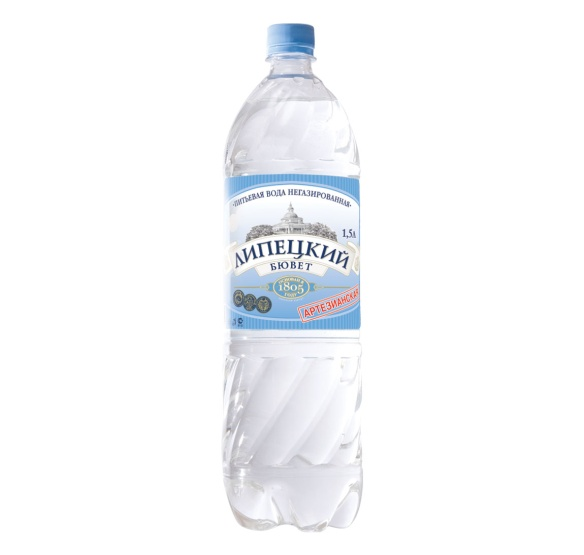 ПИТЬЕВАЯ ВОДА НЕГАЗИРОВАННАЯ
1,5л
ЛИПЕЦКИЙ
БЮВЕТ
1805
АРТЕЗИАНСКАЯ